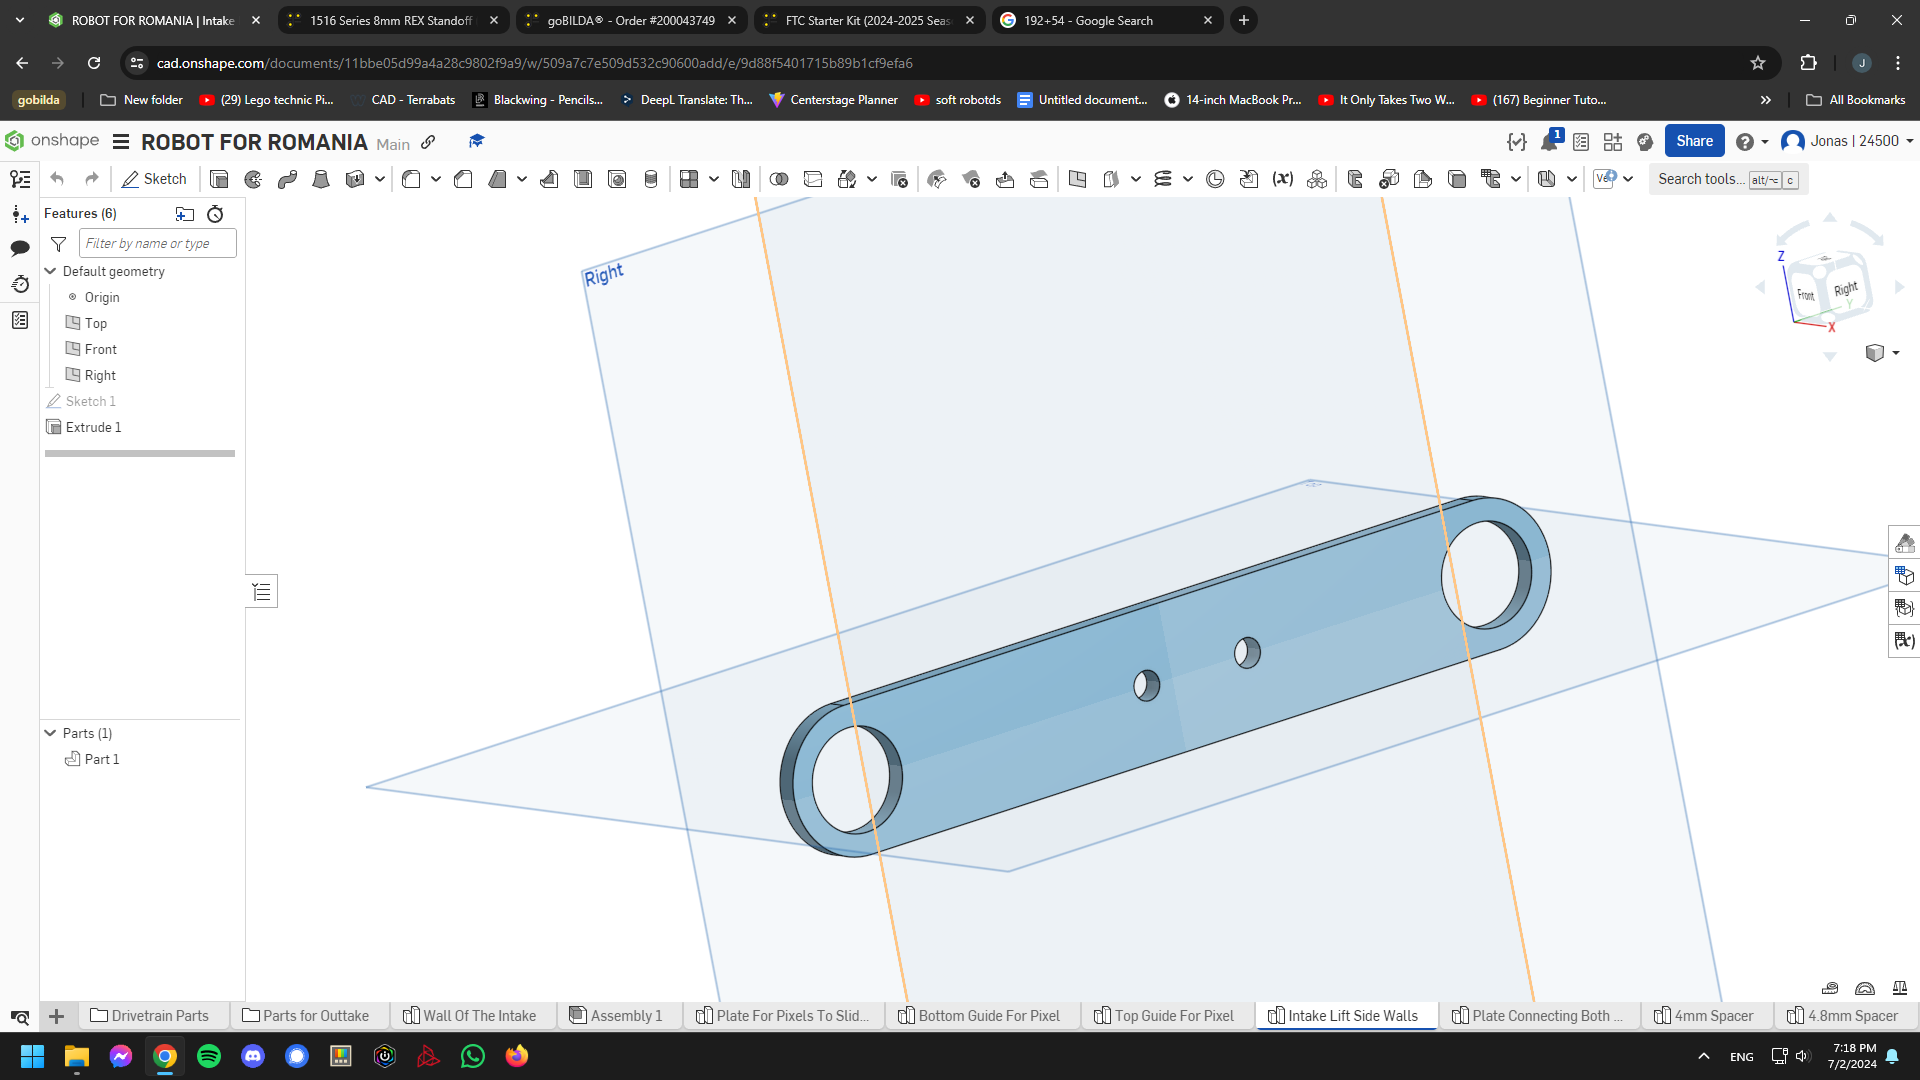 ROBOT FOR ROMANIA | Intake
1516 Series 8mm REX Standoff
goBILDA® - Order #200043749
FTC Starter Kit (2024-2025 Seas
192+54 - Google Search
cad.onshape.com/documents/11bbe05d99a4a28c9802f9a9/w/509a7c7e509d532c90600add/e/9d88f5401715b89b1cf9efa6
J
gobilda
New folder
(29) Lego technic Pi...
CAD - Terrabats
Blackwing - Pencils...
DeepL Translate: Th...
Centerstage Planner
soft robotds
Untitled document...
14-inch MacBook Pr...
It Only Takes Two W...
(167) Beginner Tuto...
All Bookmarks
onshape
ROBOT FOR ROMANIA Main
1
Share
Jonas | 24500
Sketch
Search tools... alt/⌥ c
Features (6)
Filter by name or type
Default geometry
Origin
Top
Front
Right
Sketch 1
Extrude 1
Parts (1)
Part 1
Right
Z
Front
Right
Y
X
Drivetrain Parts
Parts for Outtake
Wall Of The Intake
Assembly 1
Plate For Pixels To Slid...
Bottom Guide For Pixel
Top Guide For Pixel
Intake Lift Side Walls
Plate Connecting Both ...
4mm Spacer
4.8mm Spacer
ENG
7:18 PM
7/2/2024